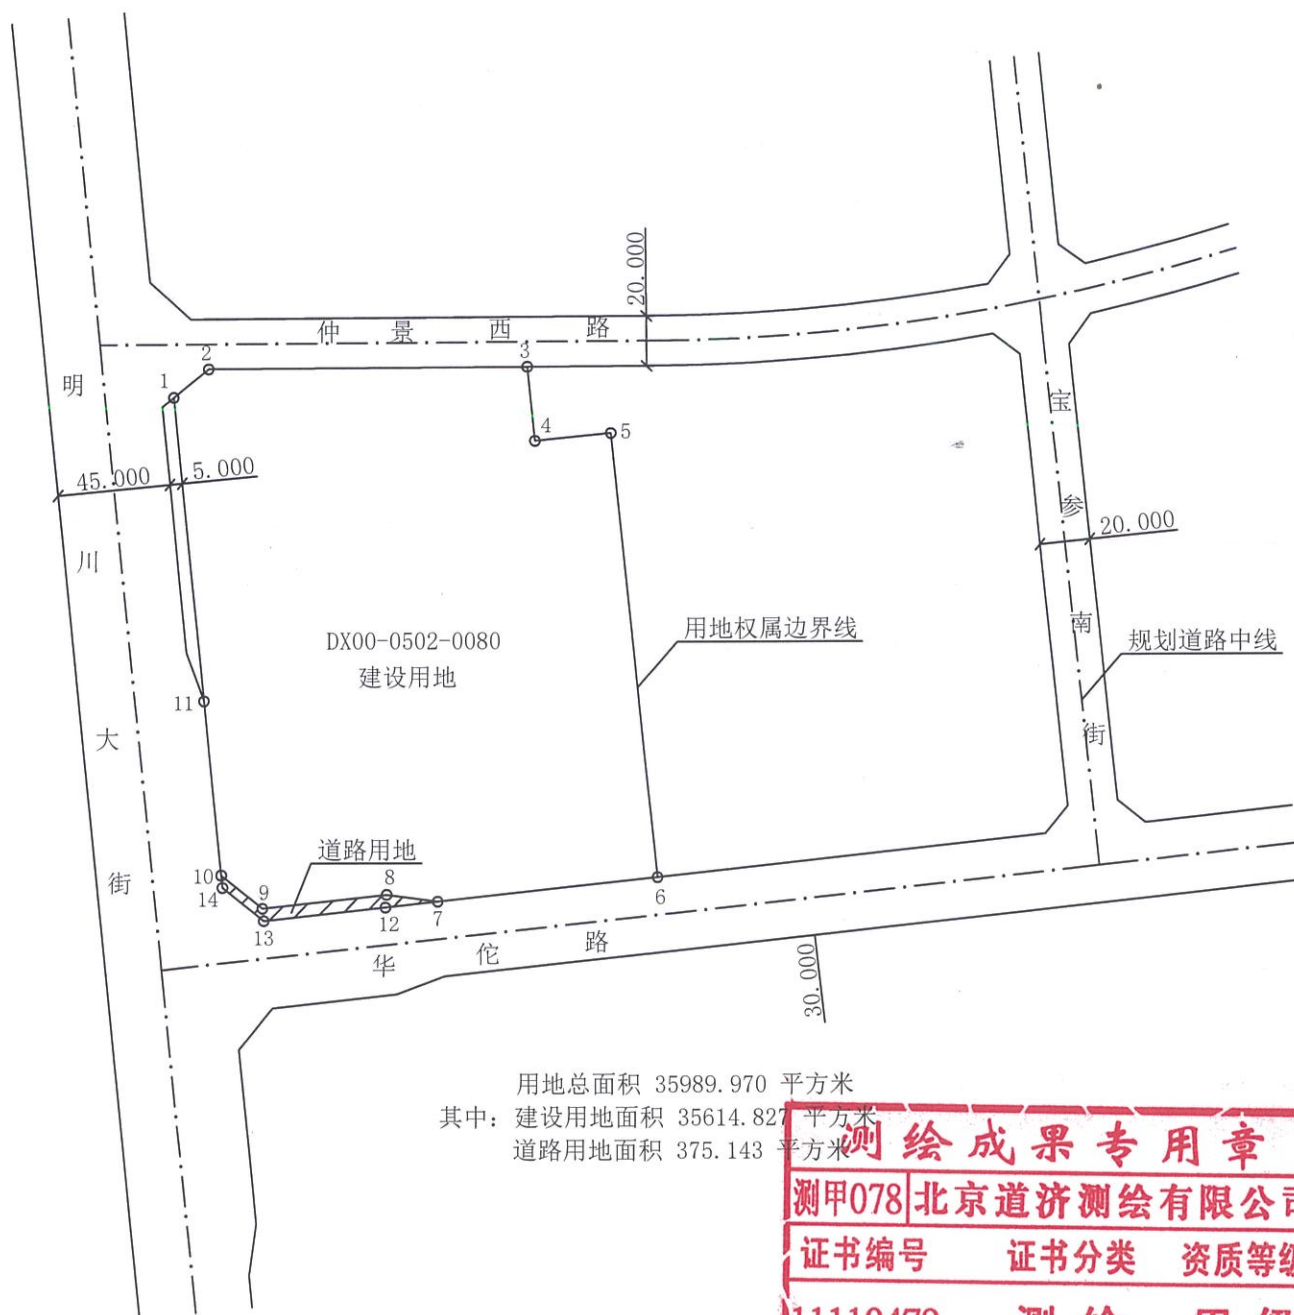 仲景西路
20.000
明川大街
1
2
3
4
5
45.000
5.000
宝参南街
20.000
DX00-0502-0080
建设用地
用地权属边界线
规划道路中线
11
道路用地
10
14
9
8
13
12
7
6
华佗路
30.000
用地总面积 35989.970 平方米
其中: 建设用地面积 35614.827 平方米
道路用地面积 375.143 平方米
测绘成果专用章
测甲078 北京道济测绘有限公司
证书编号 证书分类 资质等级